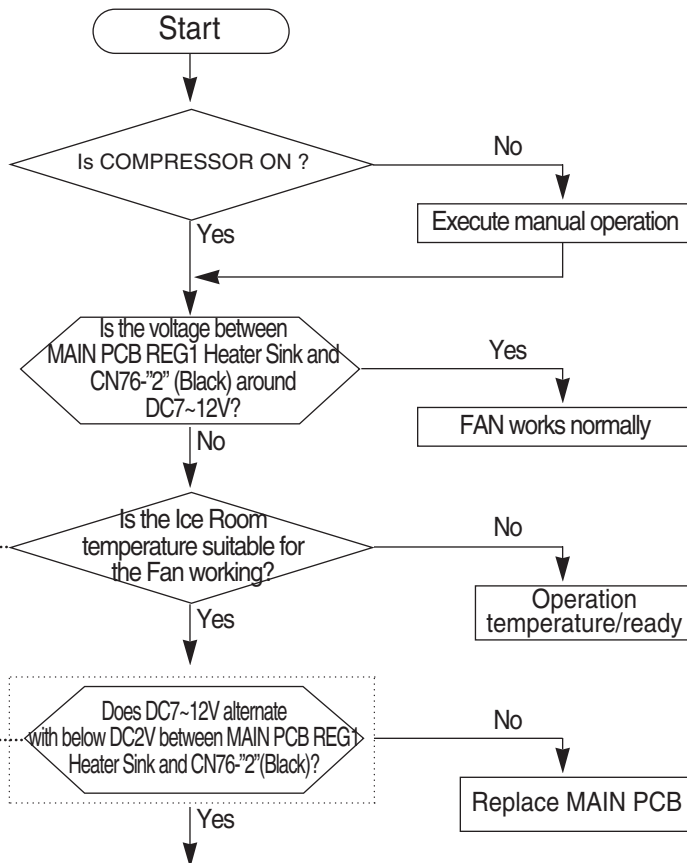 Start
Is COMPRESSOR ON ?
No
Execute manual operation
Yes
Is the voltage between
MAIN PCB REG1 Heater Sink and
CN76-”2” (Black) around
DC7~12V?
Yes
FAN works normally
No
Is the Ice Room
temperature suitable for
the Fan working?
No
Operation
temperature/ready
Yes
Does DC7~12V alternate
with below DC2V between MAIN PCB REG1
Heater Sink and CN76-”2”(Black)?
No
Replace MAIN PCB
Yes